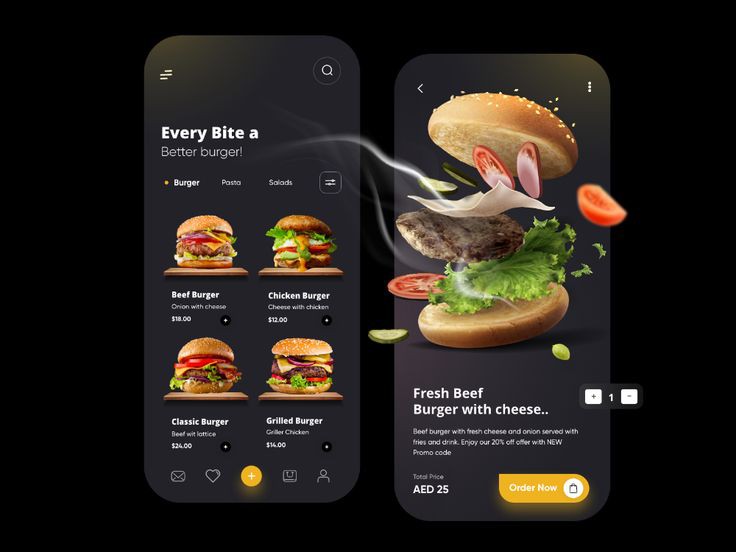 Every Bite a
Better burger!
Burger Pasta Salads
Beef Burger
Onion with cheese
$18.00 +
Chicken Burger
Cheese with chicken
$12.00 +
Classic Burger
Beef wit lattice
$24.00 +
Grilled Burger
Griller Chicken
$14.00 +
+
Fresh Beef
Burger with cheese..
+ 1 −
Beef burger with fresh cheese and onion served with
fries and drink. Enjoy our 20% off offer with NEW
Promo code
Total Price
AED 25
Order Now